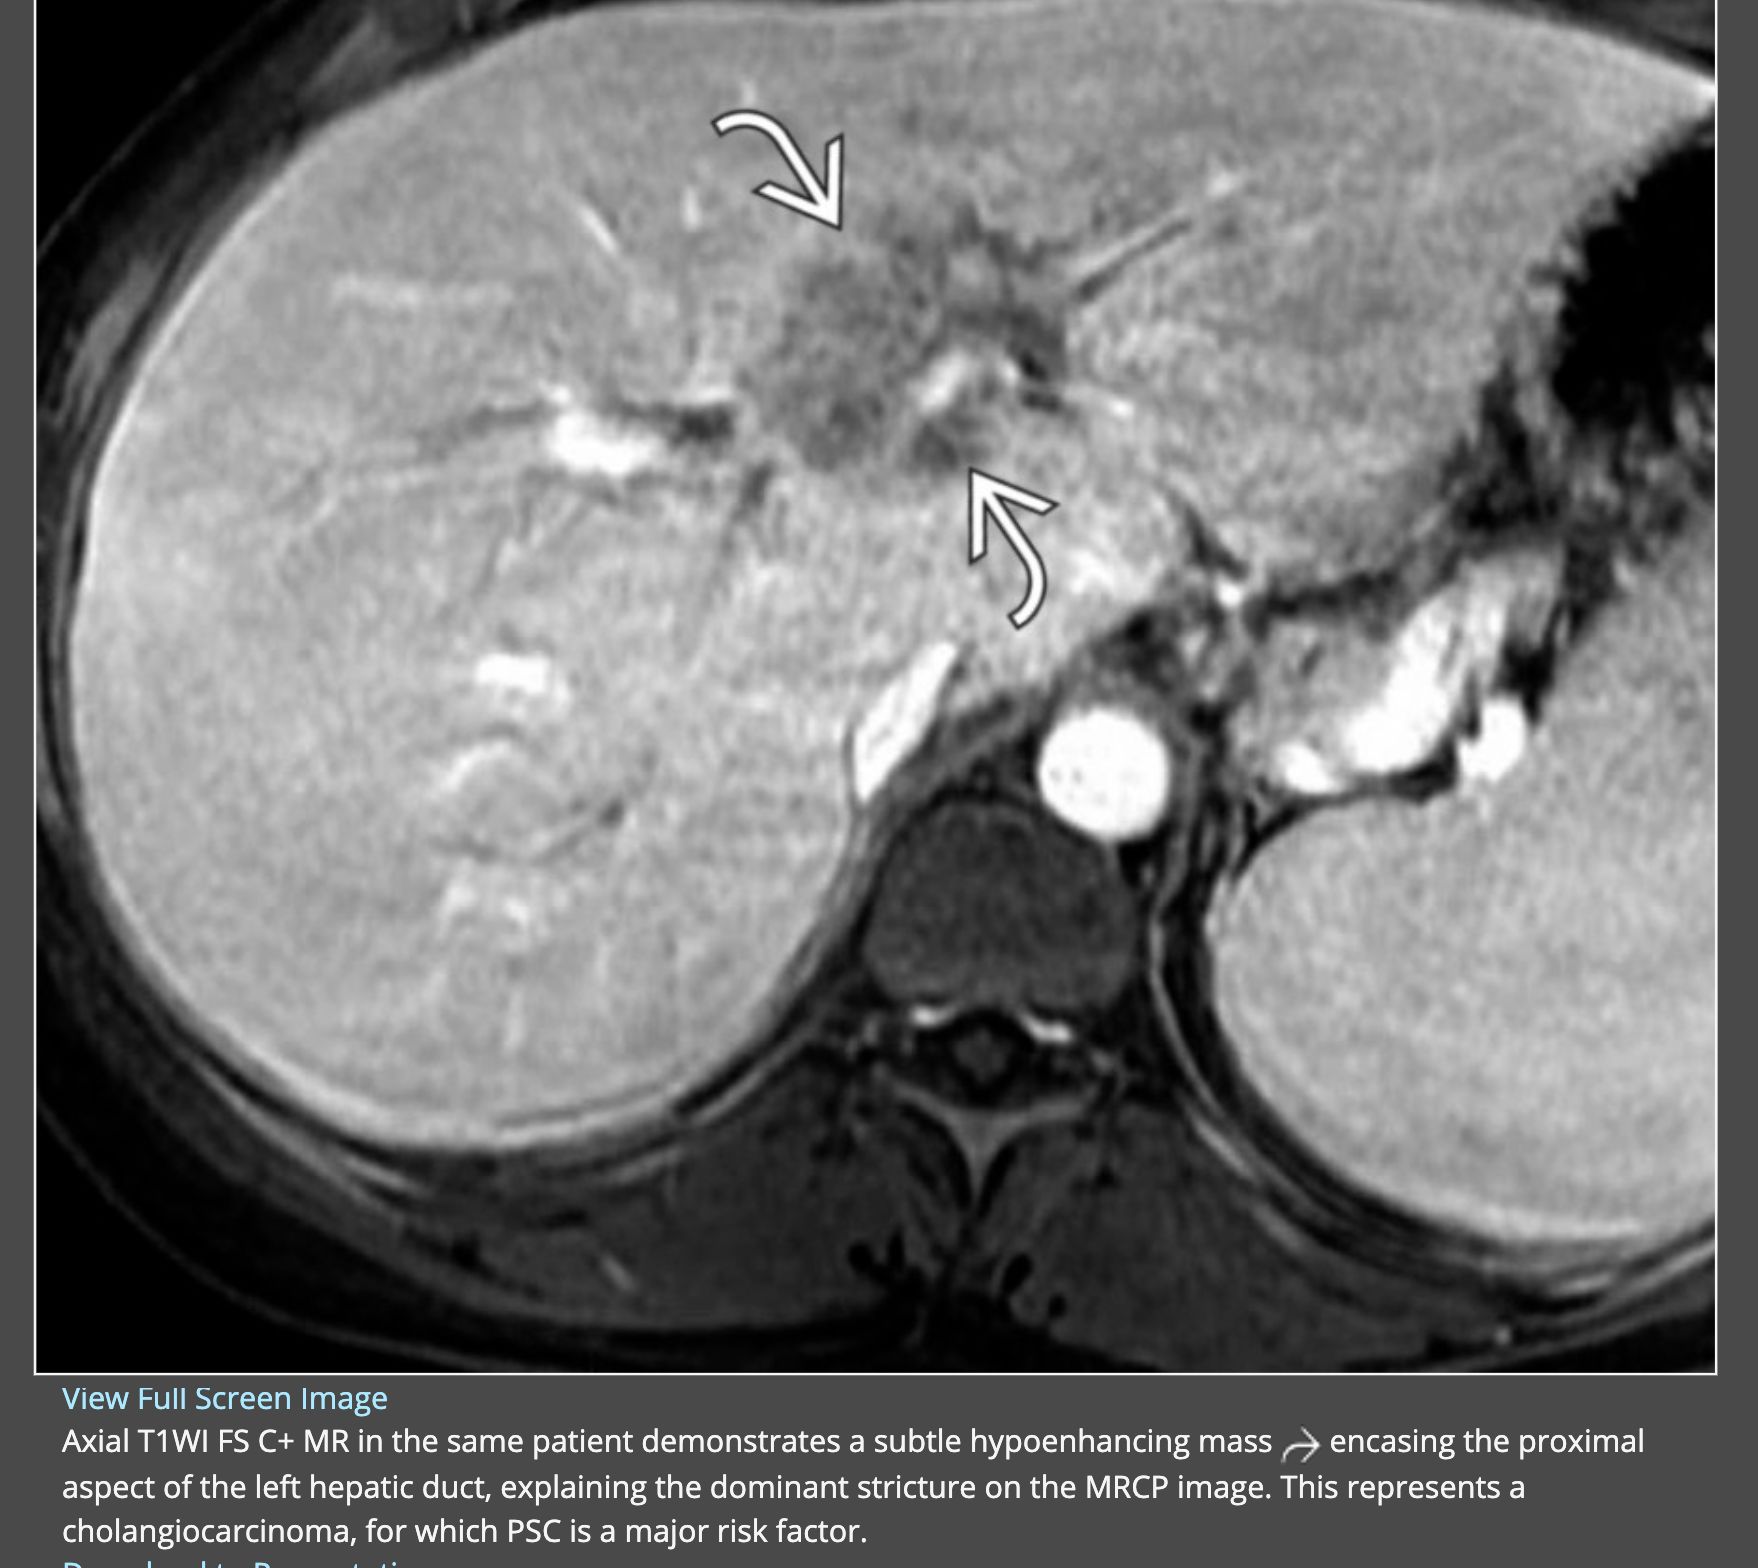 View Full Screen Image
Axial T1WI FS C+ MR in the same patient demonstrates a subtle hypoenhancing mass encasing the proximal
aspect of the left hepatic duct, explaining the dominant stricture on the MRCP image. This represents a
cholangiocarcinoma, for which PSC is a major risk factor.